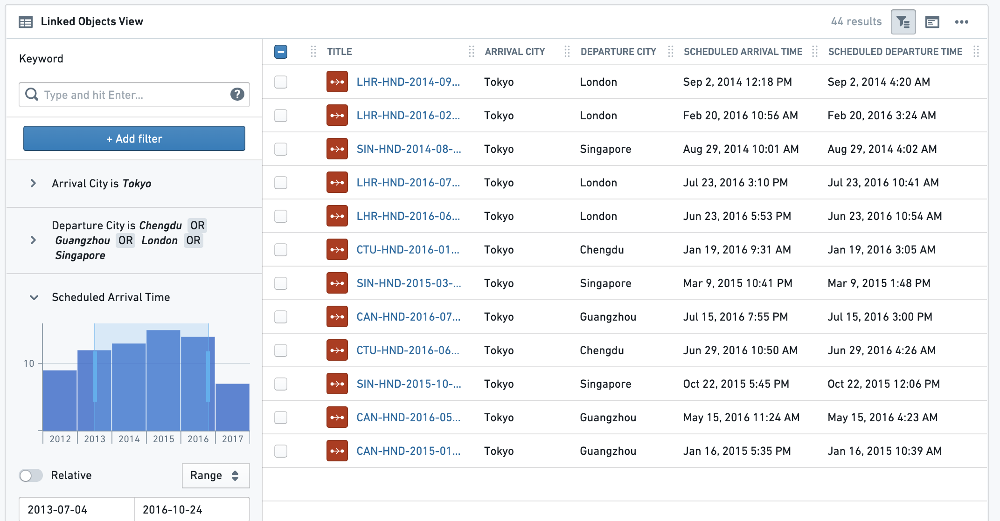 Linked Objects View
44 results
Keyword
Type and hit Enter...
+ Add filter
Arrival City is Tokyo
Departure City is Chengdu OR
Guangzhou OR London OR
Singapore
Scheduled Arrival Time
10
2012 2013 2014 2015 2016 2017
Relative
Range
2013-07-04 2016-10-24
TITLE ARRIVAL CITY DEPARTURE CITY SCHEDULED ARRIVAL TIME SCHEDULED DEPARTURE TIME
LHR-HND-2014-09... Tokyo London Sep 2, 2014 12:18 PM Sep 2, 2014 4:20 AM
LHR-HND-2016-02... Tokyo London Feb 20, 2016 10:56 AM Feb 20, 2016 3:24 AM
SIN-HND-2014-08-... Tokyo Singapore Aug 29, 2014 10:01 AM Aug 29, 2014 4:02 AM
LHR-HND-2016-07... Tokyo London Jul 23, 2016 3:10 PM Jul 23, 2016 10:41 AM
LHR-HND-2016-06... Tokyo London Jun 23, 2016 5:53 PM Jun 23, 2016 10:54 AM
CTU-HND-2016-01... Tokyo Chengdu Jan 19, 2016 9:31 AM Jan 19, 2016 3:05 AM
SIN-HND-2015-03-... Tokyo Singapore Mar 9, 2015 10:41 PM Mar 9, 2015 1:48 PM
CAN-HND-2016-07... Tokyo Guangzhou Jul 15, 2016 7:55 PM Jul 15, 2016 3:00 PM
CTU-HND-2016-06... Tokyo Chengdu Jun 29, 2016 10:50 AM Jun 29, 2016 4:26 AM
SIN-HND-2015-10-... Tokyo Singapore Oct 22, 2015 5:45 PM Oct 22, 2015 12:06 PM
CAN-HND-2016-05... Tokyo Guangzhou May 15, 2016 11:24 AM May 15, 2016 4:23 AM
CAN-HND-2015-01... Tokyo Guangzhou Jan 16, 2015 5:35 PM Jan 16, 2015 10:39 AM